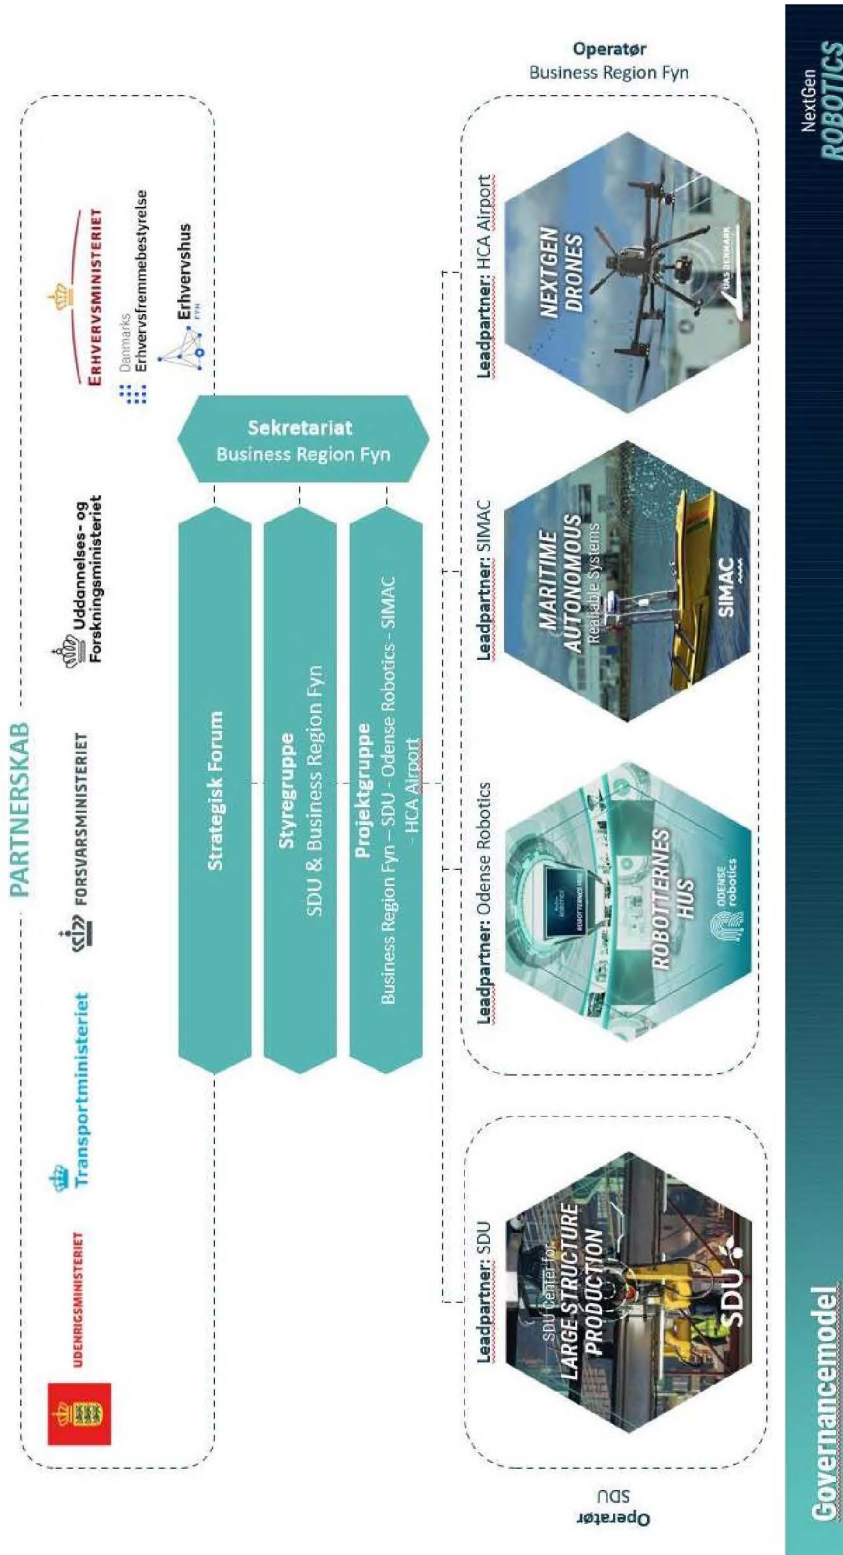 PARTNERSKAB
UDENRIGSMINISTERIET
Transportministeriet
FORSVARSMINISTERIET
Uddannelses- og
Forskningsministeriet
ERHVERVSMINISTERIET
Danmarks
Erhvervsfremmebestyrelse
Erhvervshus
FYN
Strategisk Forum
Styregruppe
SDU & Business Region Fyn
Projektgruppe
Business Region Fyn – SDU - Odense Robotics - SIMAC
- HCA Airport
Sekretariat
Business Region Fyn
Operatør
SDU
Leadpartner: SDU
SDU Center for
LARGE STRUCTURE
PRODUCTION
SDU
Leadpartner: Odense Robotics
ROBOTTERNES HUS
ROBOTTERNES
HUS
ODENSE
robotics
Leadpartner: SIMAC
MARITIME
AUTONOMOUS
Realiable Systems
SIMAC
Leadpartner: HCA Airport
NEXTGEN
DRONES
UAS DENMARK
Operatør
Business Region Fyn
Governancemodel
NextGen
ROBOTICS